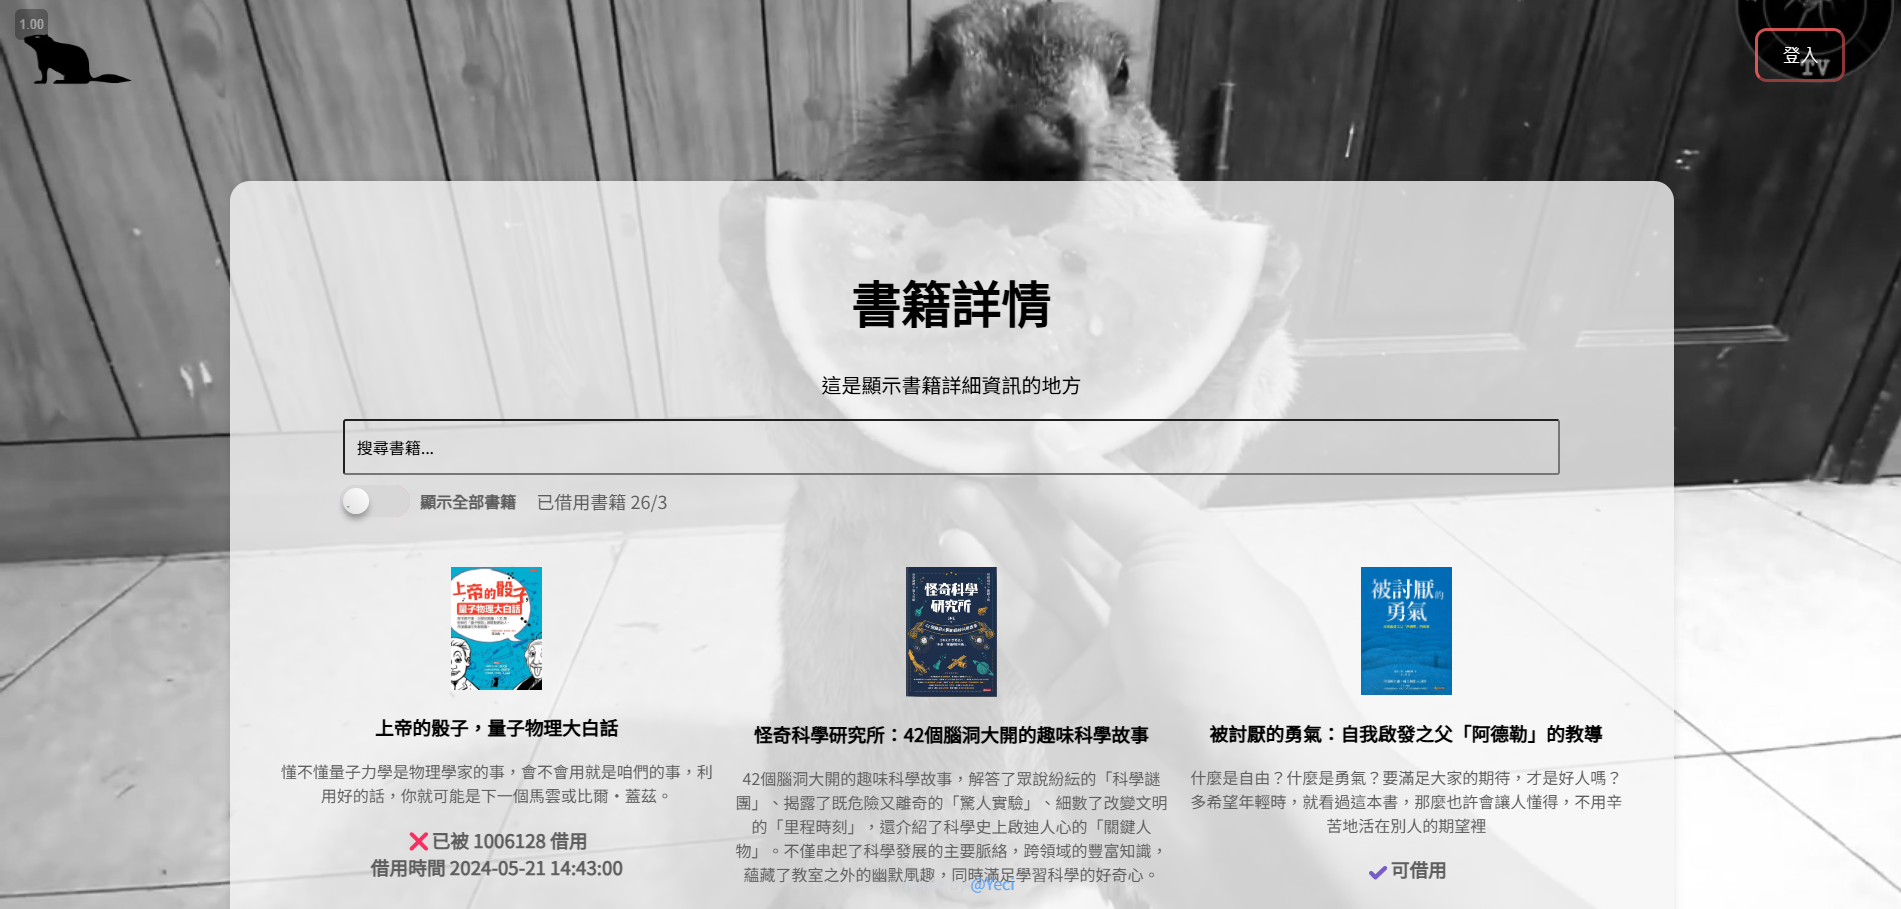 1.00
登入
TV
書籍詳情
這是顯示書籍詳細資訊的地方
搜尋書籍...
顯示全部書籍 已借用書籍 26/3
上帝的骰子,
量子物理大白話
怪奇科學
研究所
被討厭的
勇氣
上帝的骰子，量子物理大白話
懂不懂量子力學是物理學家的事，會不會用就是咱們的事，利
用好的話，你就可能是下一個馬雲或比爾・蓋茲。
❌已被 1006128 借用
借用時間 2024-05-21 14:43:00
怪奇科學研究所：42個腦洞大開的趣味科學故事
42個腦洞大開的趣味科學故事，解答了眾說紛紜的「科學謎
團」、揭露了既危險又離奇的「驚人實驗」、細數了改變文明
的「里程時刻」，還介紹了科學史上啟迪人心的「關鍵人
物」。不僅串起了科學發展的主要脈絡，跨領域的豐富知識，
蘊藏了教室之外的幽默風趣，同時滿足學習科學的好奇心。
被討厭的勇氣：自我啟發之父「阿德勒」的教導
什麼是自由？什麼是勇氣？要滿足大家的期待，才是好人嗎？
多希望年輕時，就看過這本書，那麼也許會讓人懂得，不用辛
苦地活在別人的期望裡
✔可借用
@Yeci